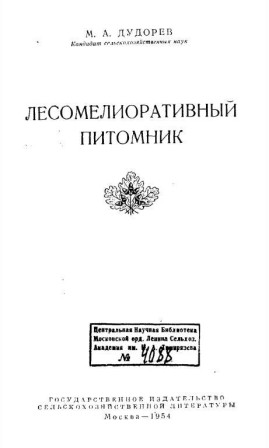 М. А. ДУДОРЕВ
Кандидат сельскохозяйственных наук
ЛЕСОМЕЛИОРАТИВНЫЙ
ПИТОМНИК
Центральная Научная Библиотека
Московской орд. Ленина Сельхоз.
Академии им. К. А. Тимирязева
№ 4088
ГОСУДАРСТВЕННОЕ ИЗДАТЕЛЬСТВО
СЕЛЬСКОХОЗЯЙСТВЕННОЙ ЛИТЕРАТУРЫ
Москва—1954